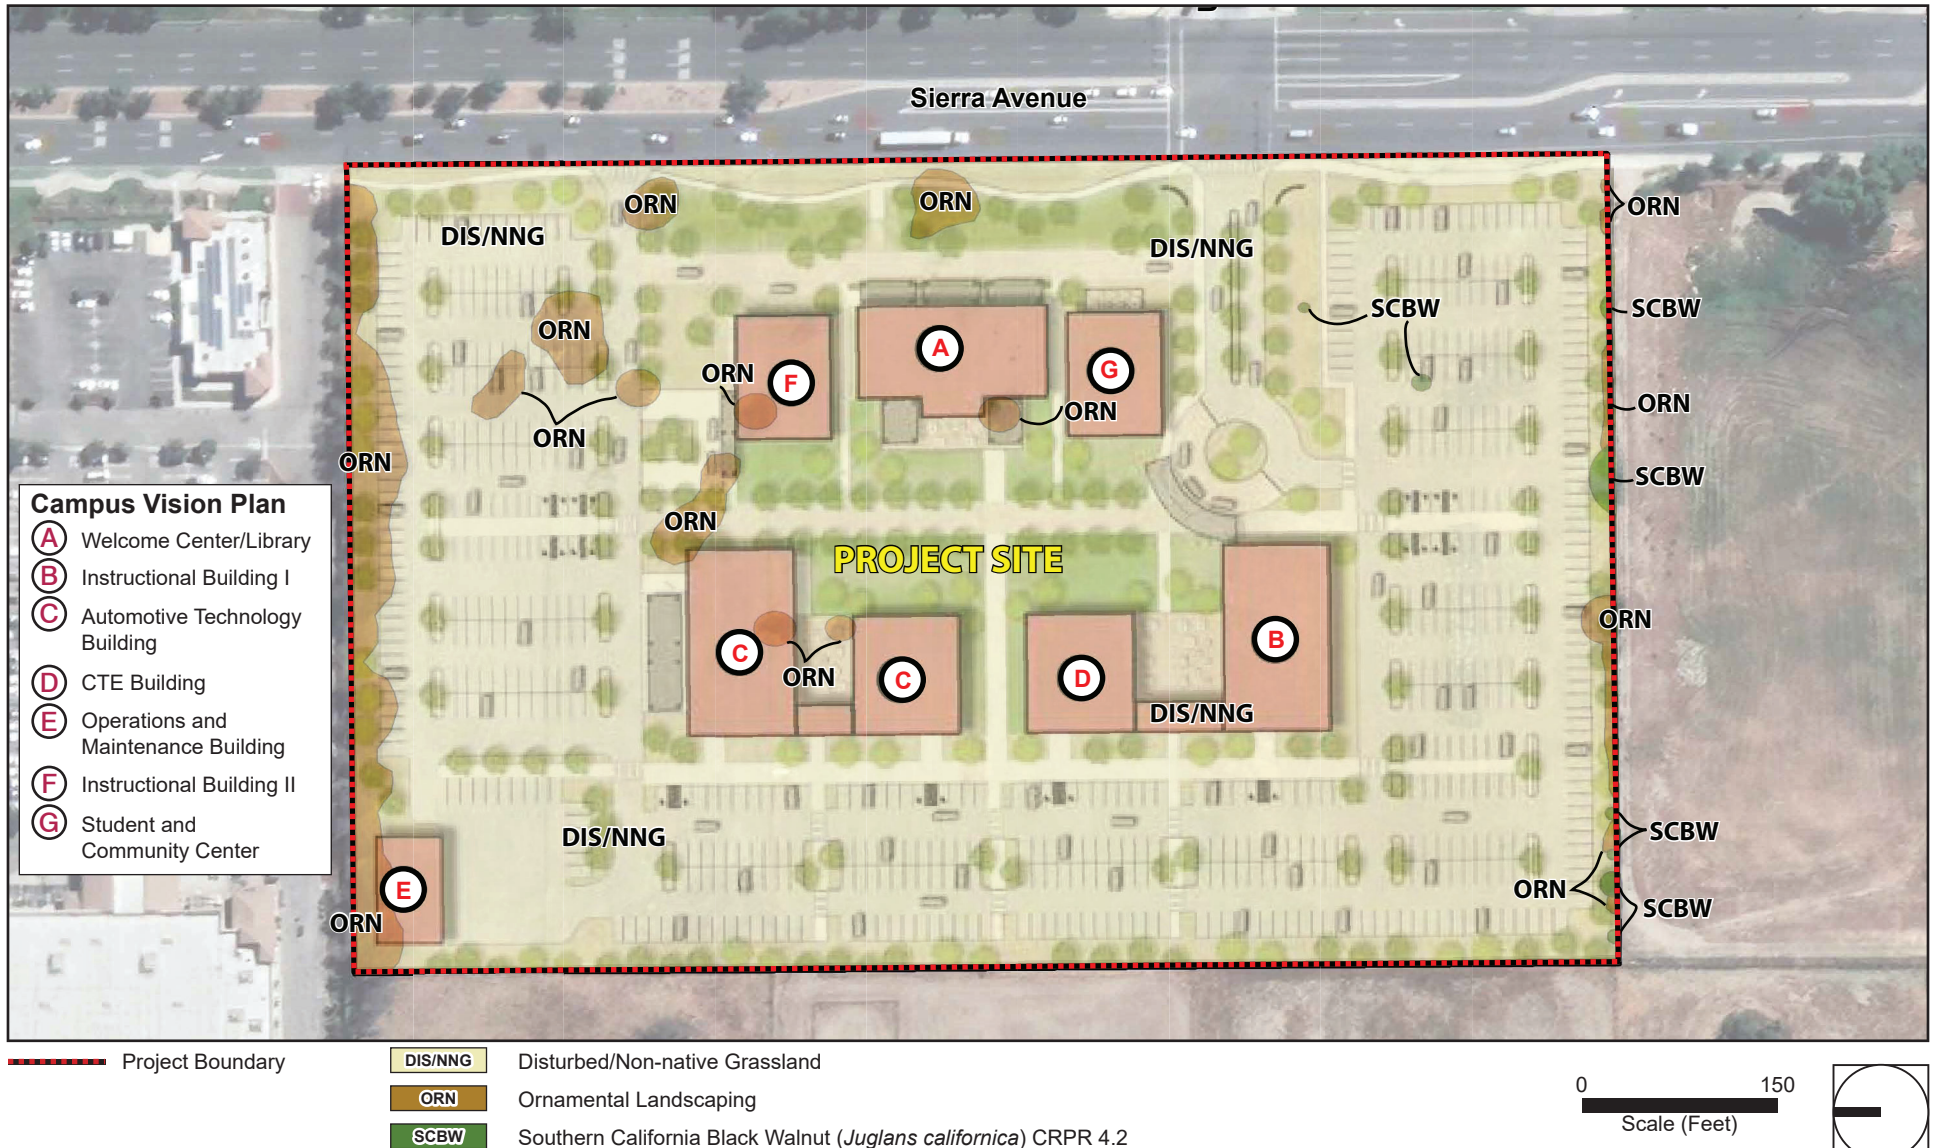 Sierra Avenue
ORN
ORN
ORN
DIS/NNG
DIS/NNG
SCBW
SCBW
ORN
ORN
F
A
G
ORN
ORN
ORN
ORN
SCBW
ORN
PROJECT SITE
Campus Vision Plan
A Welcome Center/Library
B Instructional Building I
C Automotive Technology
Building
D CTE Building
E Operations and
Maintenance Building
F Instructional Building II
G Student and
Community Center
ORN
C
ORN
C
D
B
DIS/NNG
DIS/NNG
SCBW
E
ORN
SCBW
ORN
Project Boundary
DIS/NNG Disturbed/Non-native Grassland
ORN Ornamental Landscaping
SCBW Southern California Black Walnut (Juglans californica) CRPR 4.2
0 150
Scale (Feet)